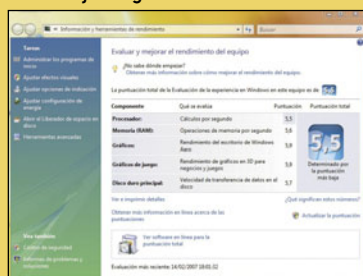 Información y herramientas de rendimiento
Buscar
Tareas
Administrar los programas de
inicio
Ajustar efectos visuales
Ajustar opciones de indización
Ajustar configuración de
energía
Abrir el Liberador de espacio en
disco
Herramientas avanzadas
Vea también
Centro de seguridad
Informes de problemas y
soluciones
Evaluar y mejorar el rendimiento del equipo
¿No sabe dónde empezar?
Obtener más información sobre cómo mejorar el rendimiento del equipo.
La puntuación total de la Evaluación de la experiencia en Windows en este equipo es de 5,5
Componente Qué se evalúa Puntuación Puntuación total
Procesador: Cálculos por segundo 5,5
Memoria (RAM): Operaciones de memoria por segundo 5,6
Gráficos: Rendimiento del escritorio de Windows 5,9
Aero
Gráficos de juego: Rendimiento de gráficos en 3D para 5,9
negocios y juegos
Disco duro principal: Velocidad de transferencia de datos en el 5,7
disco
5,5
Determinado por
la puntuación
más baja
Ver e imprimir detalles
¿Qué significan estos números?
Obtener más información en línea acerca de las
puntuaciones
Actualizar la puntuación
Ver software en línea para la
puntuación total
Evaluación más reciente: 14/02/2007 18:01:02